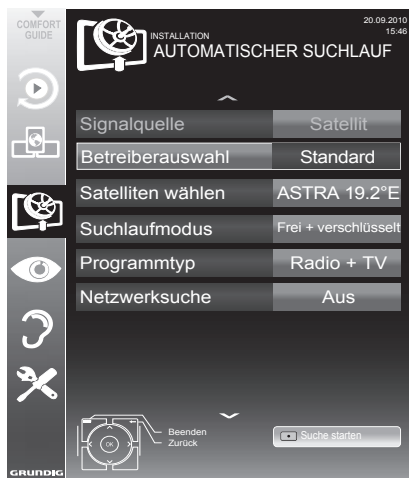 COMFORT
GUIDE
20.09.2010
15:46
INSTALLATION
AUTOMATISCHER SUCHLAUF
Signalquelle Satellit
Betreiberauswahl Standard
Satelliten wählen ASTRA 19.2°E
Suchlaufmodus Frei + verschlüsselt
Programmtyp Radio + TV
Netzwerksuche Aus
OK
Beenden
Zurück
Suche starten
GRUNDIG